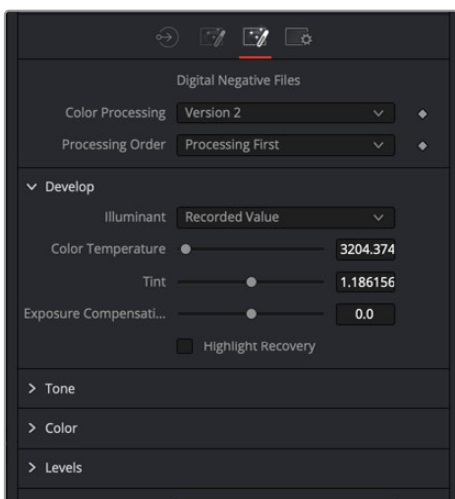 Digital Negative Files
Color Processing Version 2
Processing Order Processing First
Develop
Illuminant Recorded Value
Color Temperature 3204.374
Tint 1.186156
Exposure Compensati... 0.0
Highlight Recovery
Tone
Color
Levels